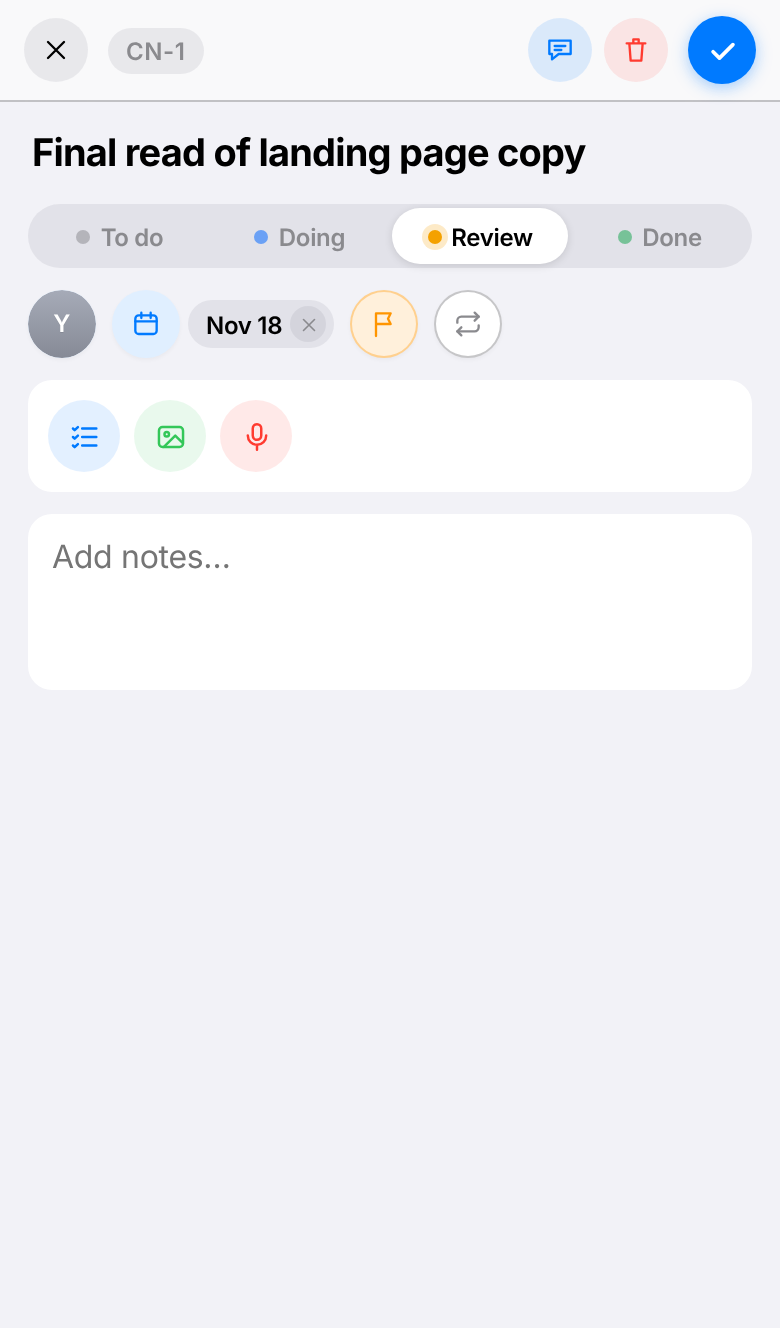 CN-1
Final read of landing page copy
To do Doing Review Done
Y Nov 18
Add notes...